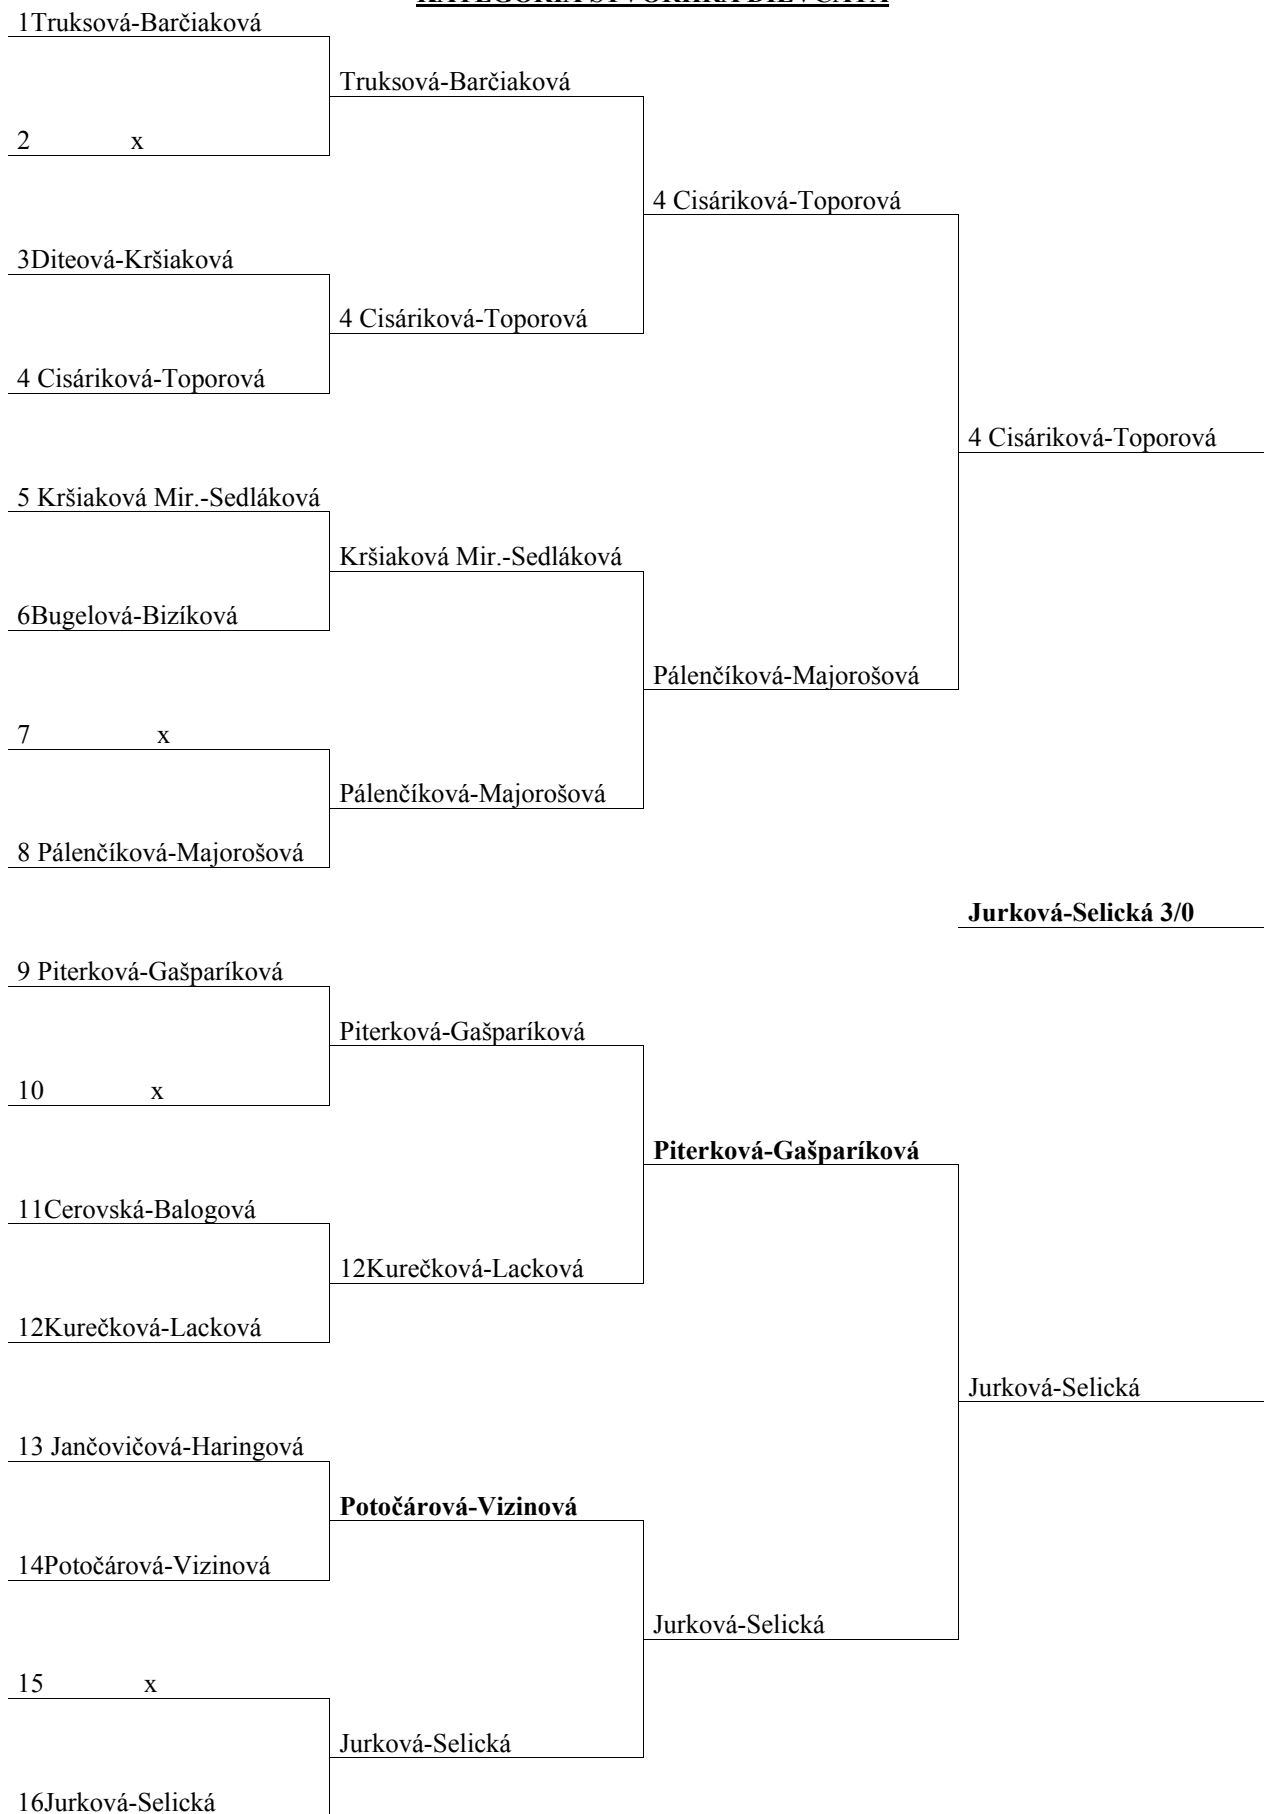 KATEGÓRIA ŠTVORHRA DIEVČATÁ
1Truksová-Barčiaková
Truksová-Barčiaková
2 x
4 Cisáriková-Toporová
3Diteová-Kršiaková
4 Cisáriková-Toporová
4 Cisáriková-Toporová
4 Cisáriková-Toporová
5 Kršiaková Mir.-Sedláková
Kršiaková Mir.-Sedláková
6Bugelová-Bizíková
Pálenčíková-Majorošová
7 x
Pálenčíková-Majorošová
8 Pálenčíková-Majorošová
Jurková-Selická 3/0
9 Piterková-Gašparíková
Piterková-Gašparíková
10 x
Piterková-Gašparíková
11Cerovská-Balogová
12Kurečková-Lacková
12Kurečková-Lacková
Jurková-Selická
13 Jančovičová-Haringová
Potočárová-Vizinová
14Potočárová-Vizinová
Jurková-Selická
15 x
Jurková-Selická
16Jurková-Selická